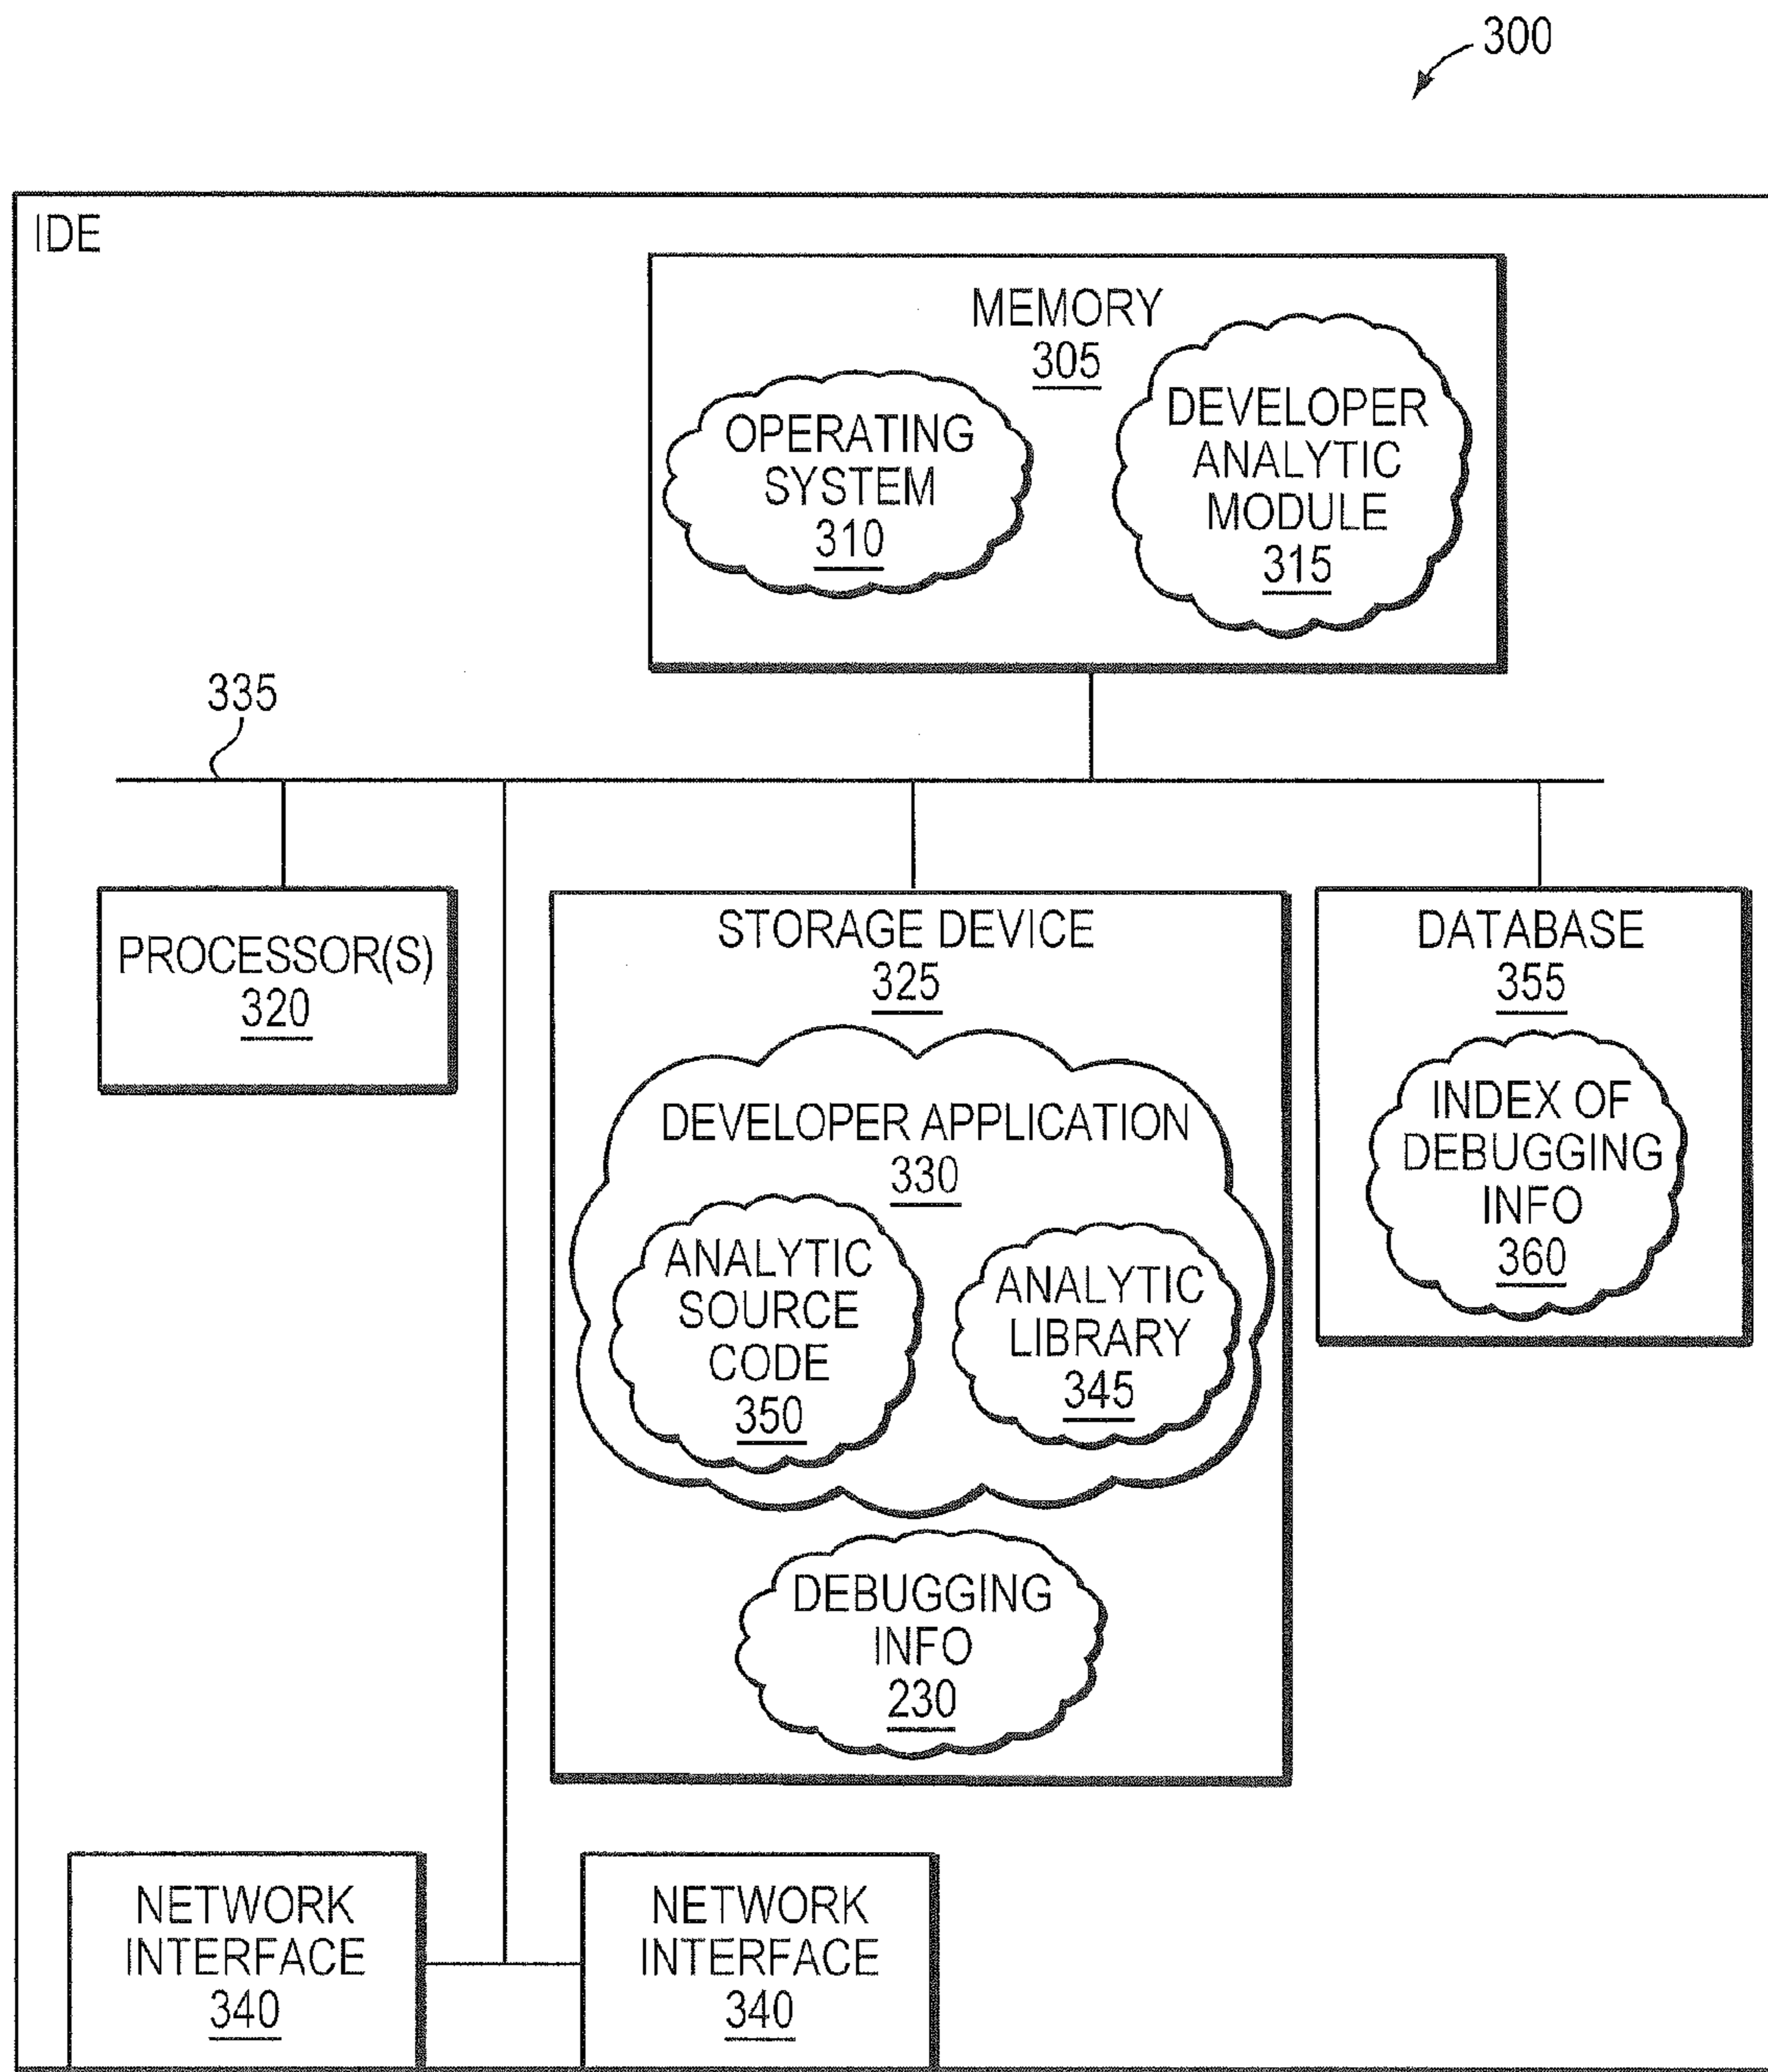 300
IDE
MEMORY
305
OPERATING
SYSTEM
310
DEVELOPER
ANALYTIC
MODULE
315
335
PROCESSOR(S)
320
STORAGE DEVICE
325
DEVELOPER APPLICATION
330
ANALYTIC
SOURCE
CODE
350
ANALYTIC
LIBRARY
345
DEBUGGING
INFO
230
DATABASE
355
INDEX OF
DEBUGGING
INFO
360
NETWORK
INTERFACE
340
NETWORK
INTERFACE
340